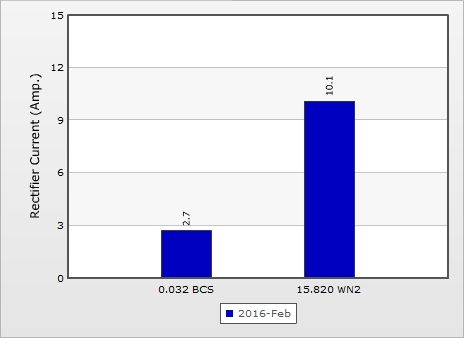 15
12
9
6
3
0
Rectifier Current (Amp.)
2.7
10.1
0.032 BCS
15.820 WN2
2016-Feb